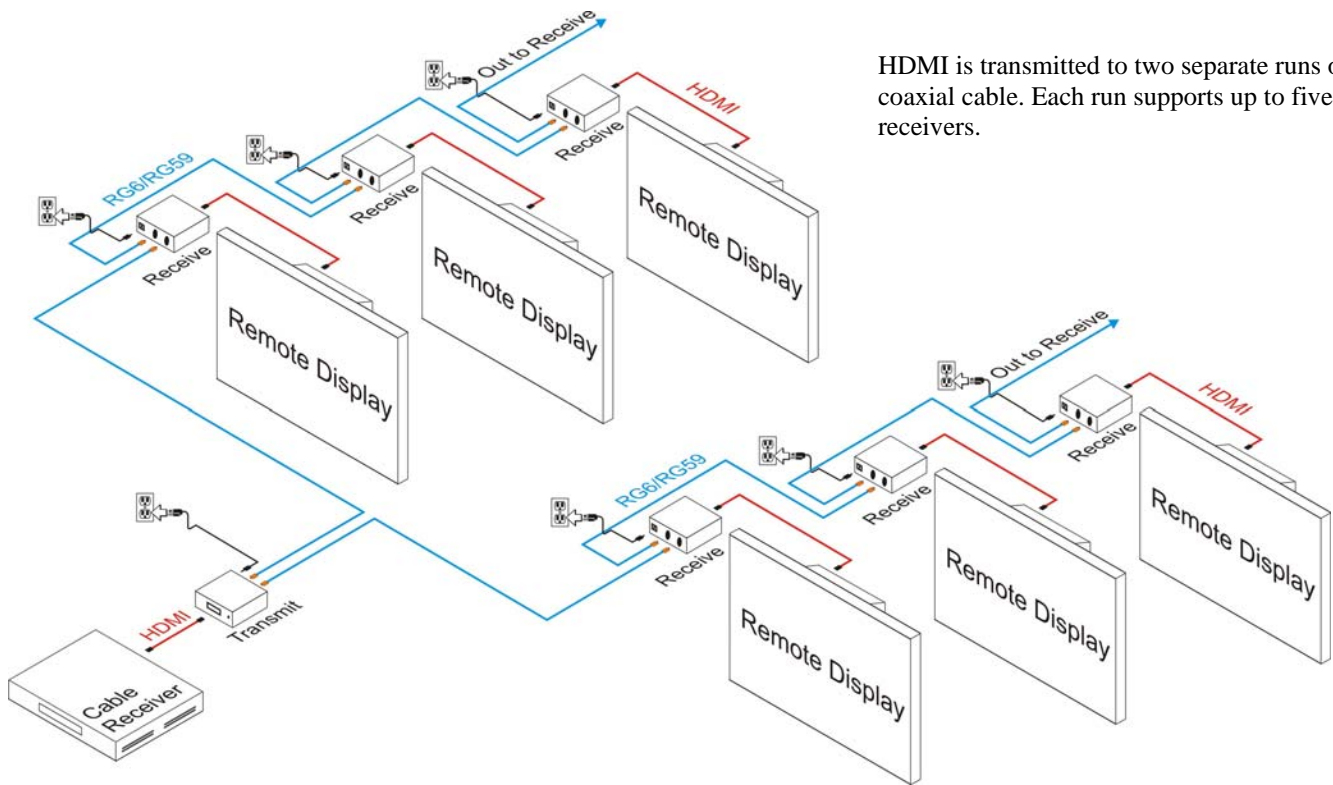 HDMI is transmitted to two separate runs
coaxial cable. Each run supports up to five
receivers.
Out to Receive
HDMI
Receive
Remote Display
RG6/RG59
Receive
Remote Display
Receive
Remote Display
Out to Receive
HDMI
Receive
Remote Display
RG6/RG59
Receive
Remote Display
Receive
Remote Display
HDMI
Transmit
Cable
Receiver